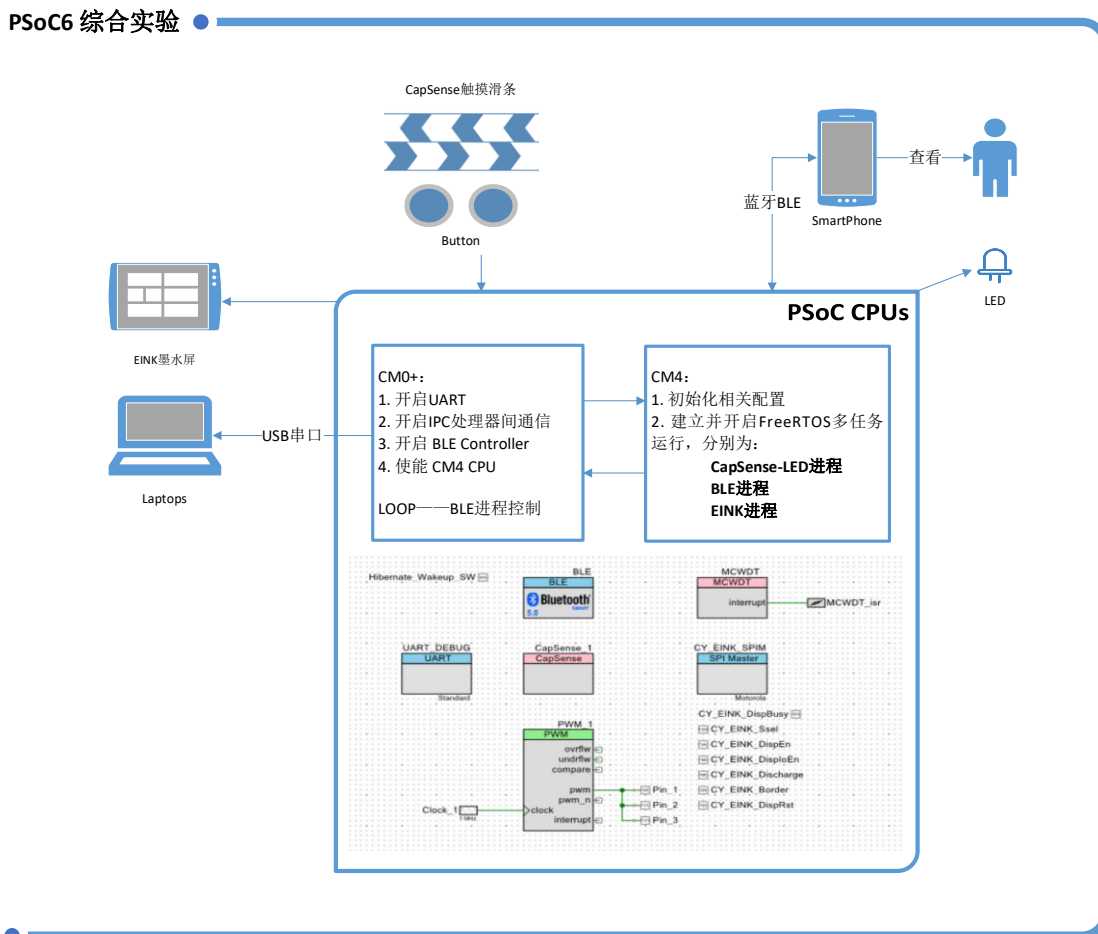 PSoC6 综合实验
CapSense触摸滑条
Button
蓝牙BLE
SmartPhone
查看
LED
EINK墨水屏
USB串口
Laptops
PSoC CPUs
CM0+:
1. 开启UART
2. 开启IPC处理器间通信
3. 开启 BLE Controller
4. 使能 CM4 CPU
LOOP——BLE进程控制
CM4:
1. 初始化相关配置
2. 建立并开启FreeRTOS多任务
运行，分别为:
CapSense-LED进程
BLE进程
EINK进程
Hibernate_Wakeup_SW
BLE
BLE
Bluetooth
SMART
5.0
MCWDT
MCWDT
interrupt
MCWDT_isr
UART_DEBUG
UART
Standard
CapSense_1
CapSense
CY_EINK_SPIM
SPI Master
Motorola
CY_EINK_DispBusy
CY_EINK_Ssel
CY_EINK_DispEn
CY_EINK_DispIoEn
CY_EINK_Discharge
CY_EINK_Border
CY_EINK_DispRst
PWM_1
PWM
ovrflw
undrflw
compare
pwm
pwm_n
interrupt
clock
Clock_1
Pin_1
Pin_2
Pin_3